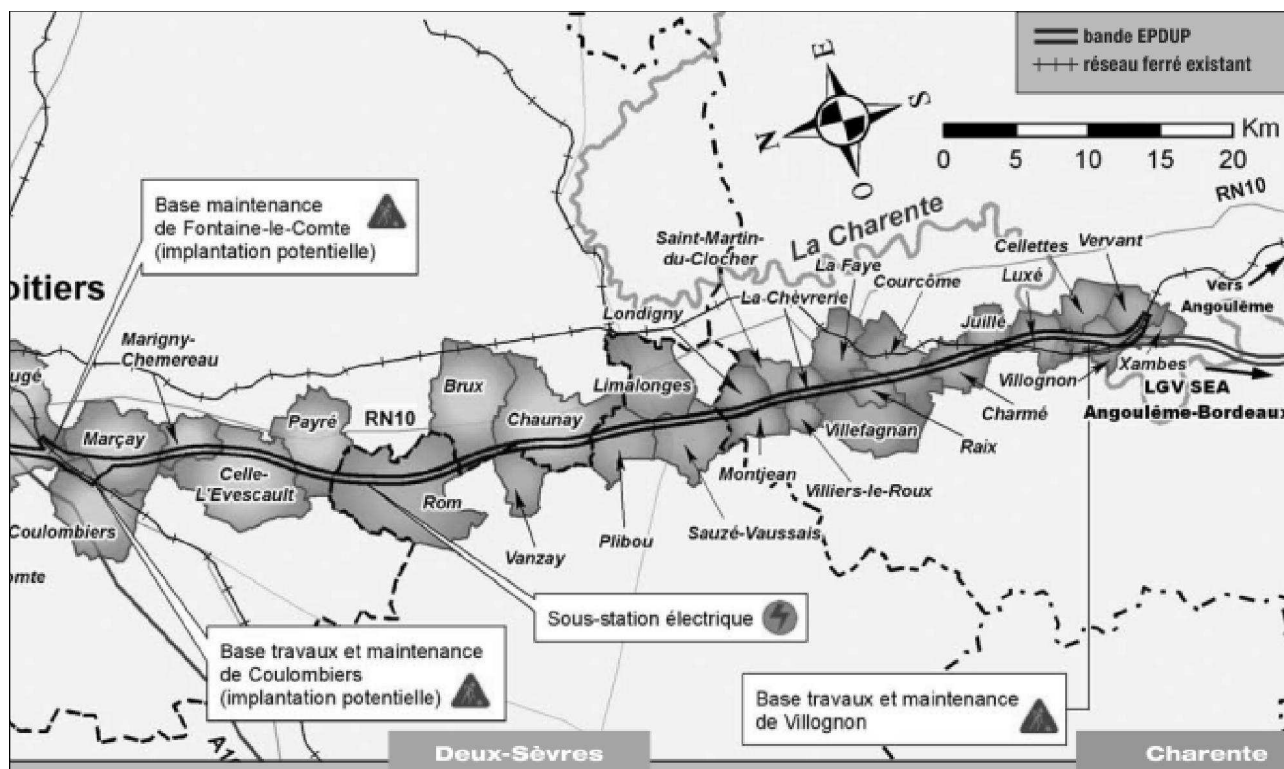 bande EPDUP
réseau ferré existant
E
S
N
O
Km
0 5 10 15 20
RN10
Base maintenance
de Fontaine-le-Comte
(implantation potentielle)
La Charente
Saint-Martin-
du-Clocher
La Faye
Courcôme
Cellettes
Vervant
Luxé
Vers
Angoulême
oitiers
Marigny-
Chemereau
Londigny
La Chèvrerie
Juillé
ugé
Marçay
Payré
RN10
Brux
Chaunay
Limalonges
Villognon
Xambes
LGV SEA
Angoulême-Bordeaux
Charmé
Villefagnan
Raix
Celle-
L'Evescault
Rom
Montjean
Villiers-le-Roux
Coulombiers
Vanzay
Plibou
Sauzé-Vaussais
omte
Sous-station électrique
Base travaux et maintenance
de Coulombiers
(implantation potentielle)
Base travaux et maintenance
de Villognon
Deux-Sèvres
Charente